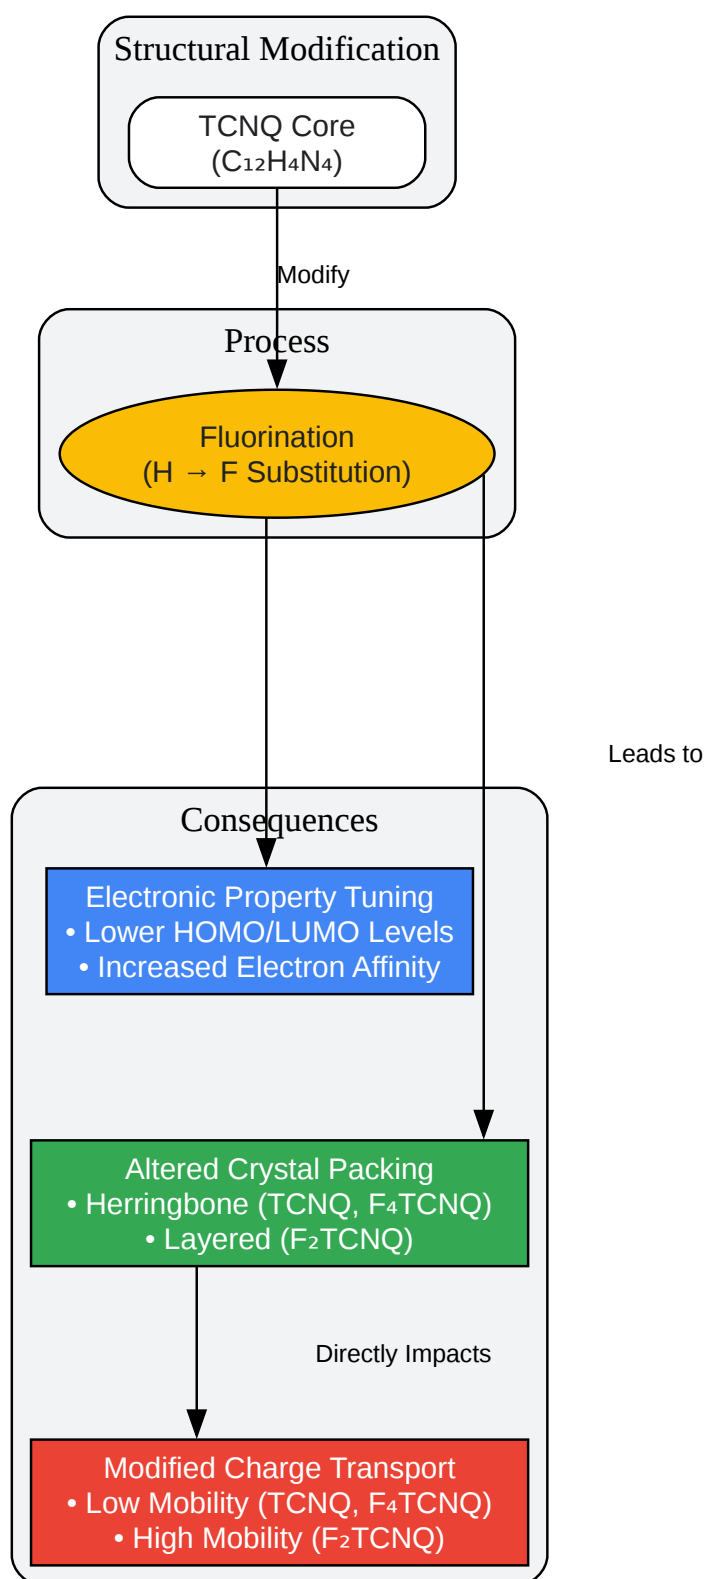 Structural Modification
TCNQ Core
(C₁₂H₄N₄)
Modify
Process
Fluorination
(H → F Substitution)
Leads to
Consequences
Electronic Property Tuning
• Lower HOMO/LUMO Levels
• Increased Electron Affinity
Altered Crystal Packing
• Herringbone (TCNQ, F₄TCNQ)
• Layered (F₂TCNQ)
Directly Impacts
Modified Charge Transport
• Low Mobility (TCNQ, F₄TCNQ)
• High Mobility (F₂TCNQ)